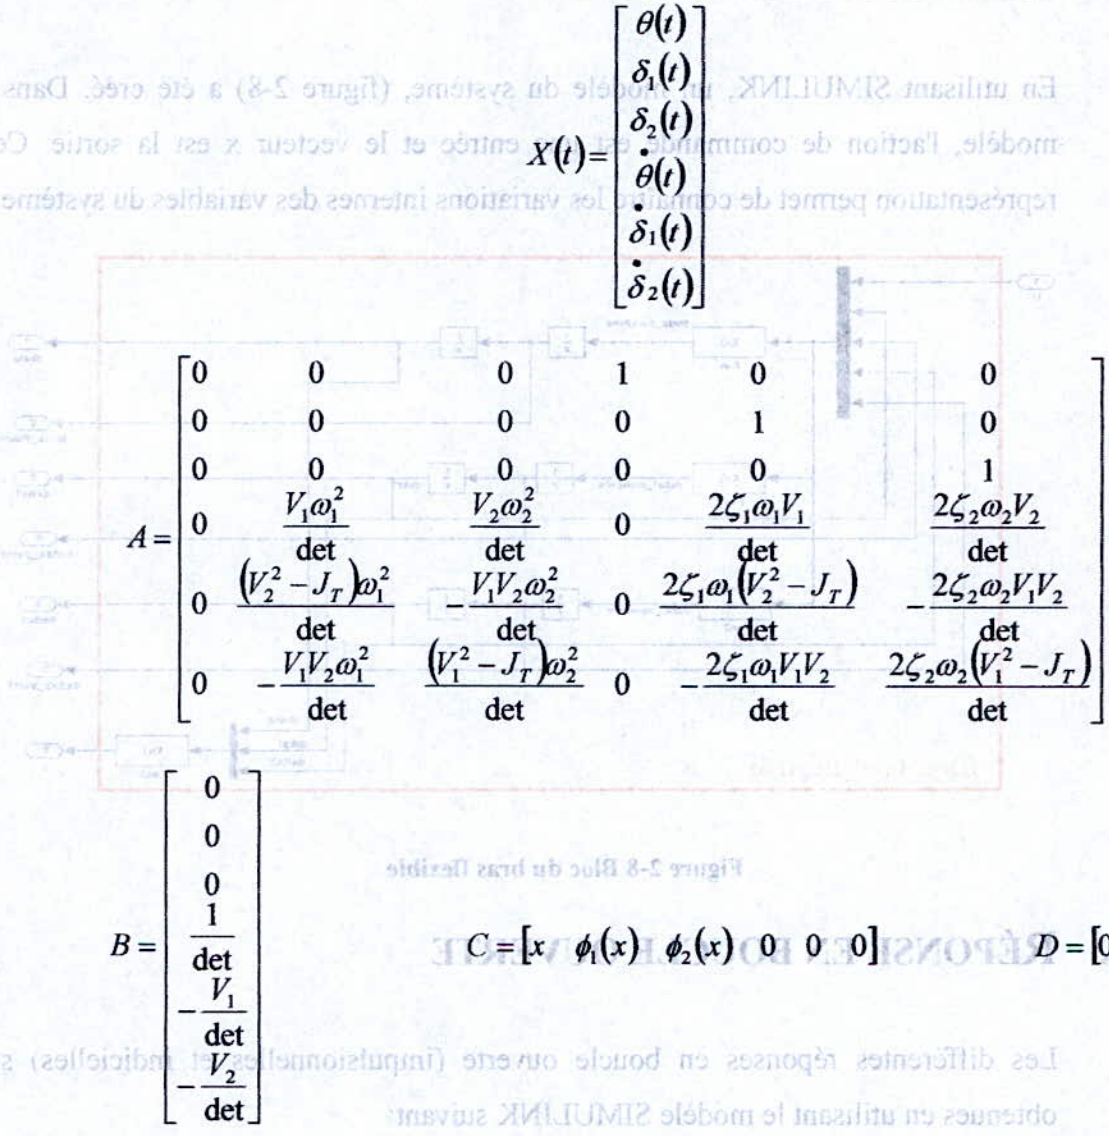 X(t) = [θ(t); δ₁(t); δ₂(t); θ̇(t); δ̇₁(t); δ̇₂(t)]
A = [0 0 0 1 0 0;
0 0 0 0 1 0;
0 0 0 0 0 1;
0 V₁ω₁²/det V₂ω₂²/det 0 2ζ₁ω₁V₁/det 2ζ₂ω₂V₂/det;
0 (V₂² − J_T)ω₁²/det −V₁V₂ω₂²/det 0 2ζ₁ω₁(V₂² − J_T)/det −2ζ₂ω₂V₁V₂/det;
0 −V₁V₂ω₁²/det (V₁² − J_T)ω₂²/det 0 −2ζ₁ω₁V₁V₂/det 2ζ₂ω₂(V₁² − J_T)/det]
B = [0; 0; 0; 1/det; −V₁/det; −V₂/det] C = [x ϕ₁(x) ϕ₂(x) 0 0 0] D = [0
En utilisant SIMULINK, un modèle du système, (figure 2-8) a été creé. Dans
modèle, l'action de commande est une entrée et le vecteur x est la sortie
représentation permet de connaître les variations internes des variables du système
Figure 2-8 Bloc du bras flexible
RÉPONSE EN BOUCLE OUVERTE
Les différentes réponses en boucle ouverte (impulsionnelles et indicielles)
obtenues en utilisant le modèle SIMULINK suivant